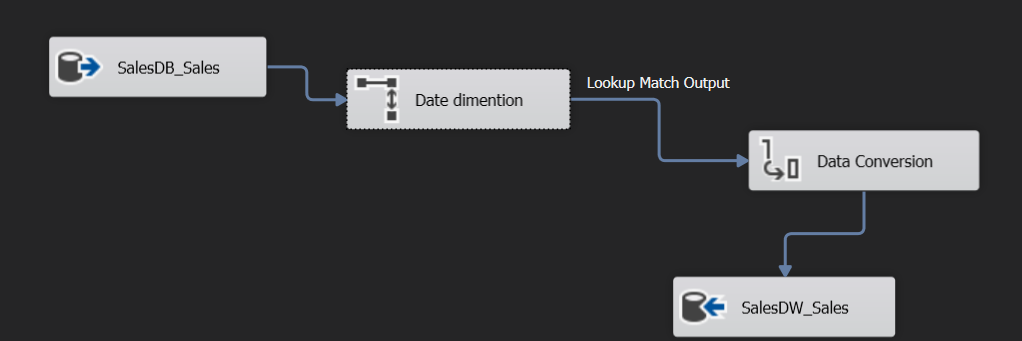 SalesDB_Sales
Date dimention
Lookup Match Output
Data Conversion
SalesDW_Sales